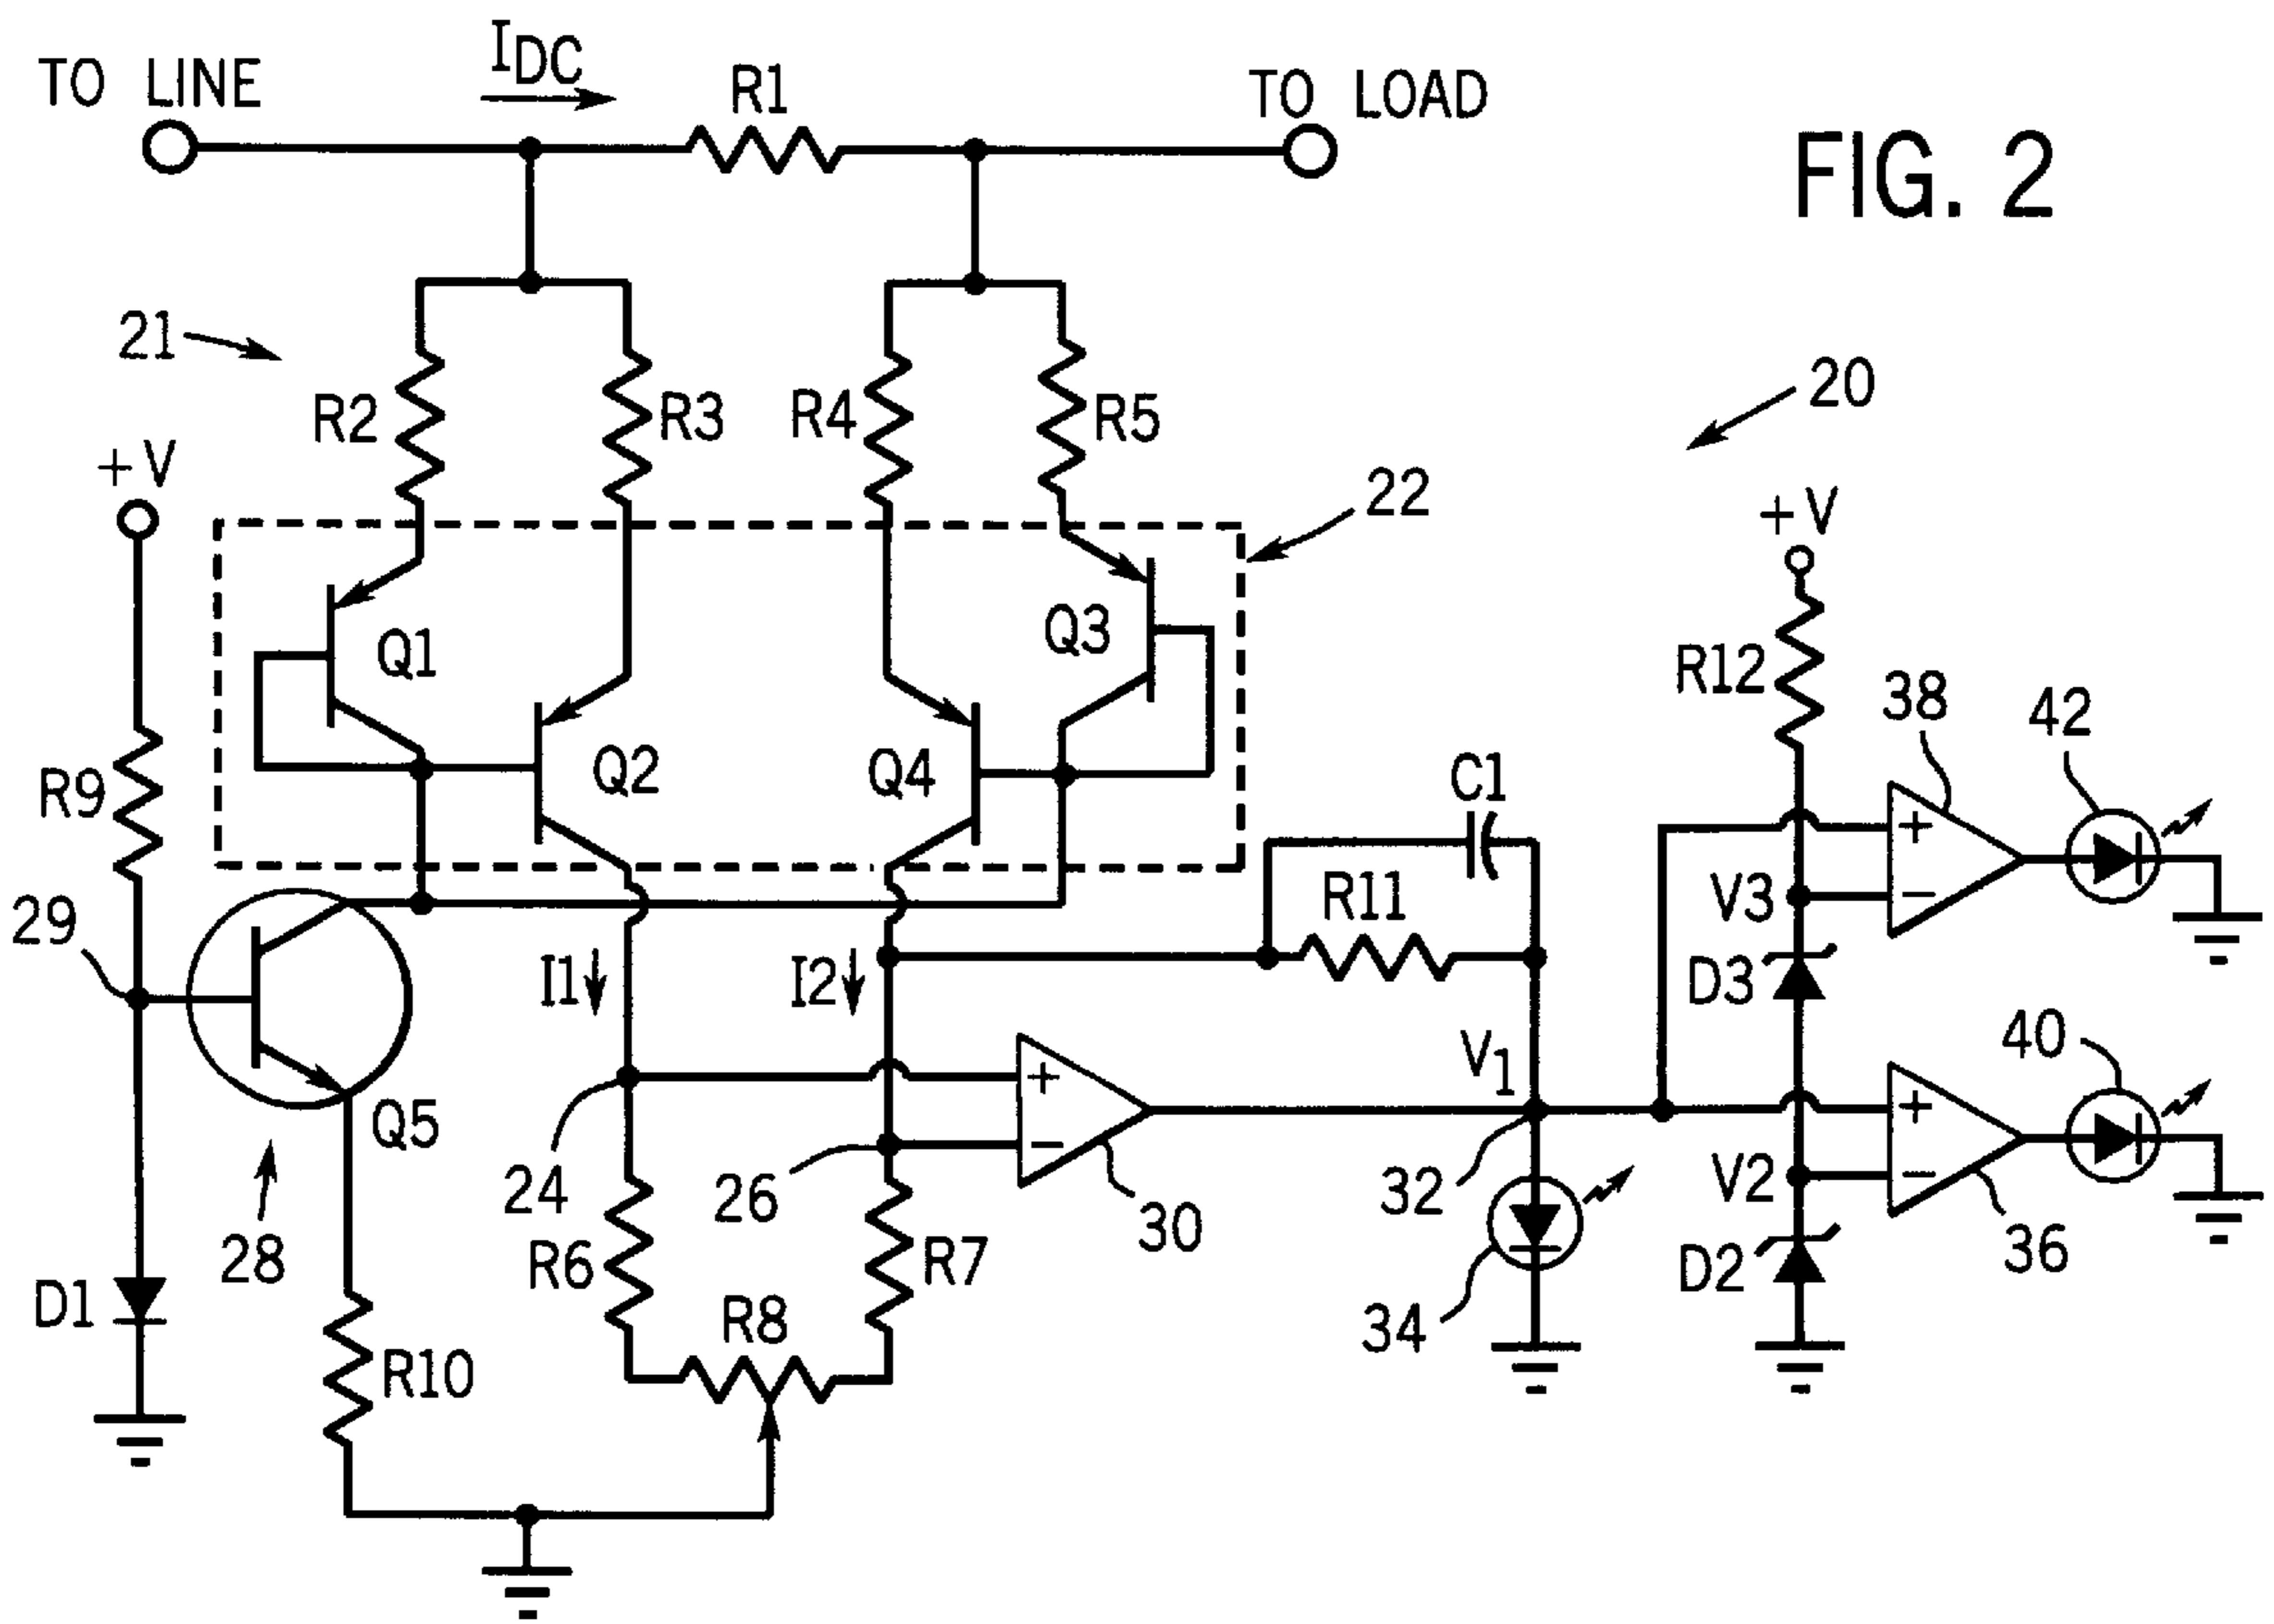 I_DC
TO LINE
R1
TO LOAD
FIG. 2
21
R2
R3
R4
R5
20
+V
22
+V
Q1
Q3
R12
38
42
R9
Q2
Q4
C1
+
29
R11
V3
−
I1
I2
D3
40
V_1
+
+
Q5
24
26
−
32
V2
−
28
30
R6
R7
36
D1
R8
34
D2
R10